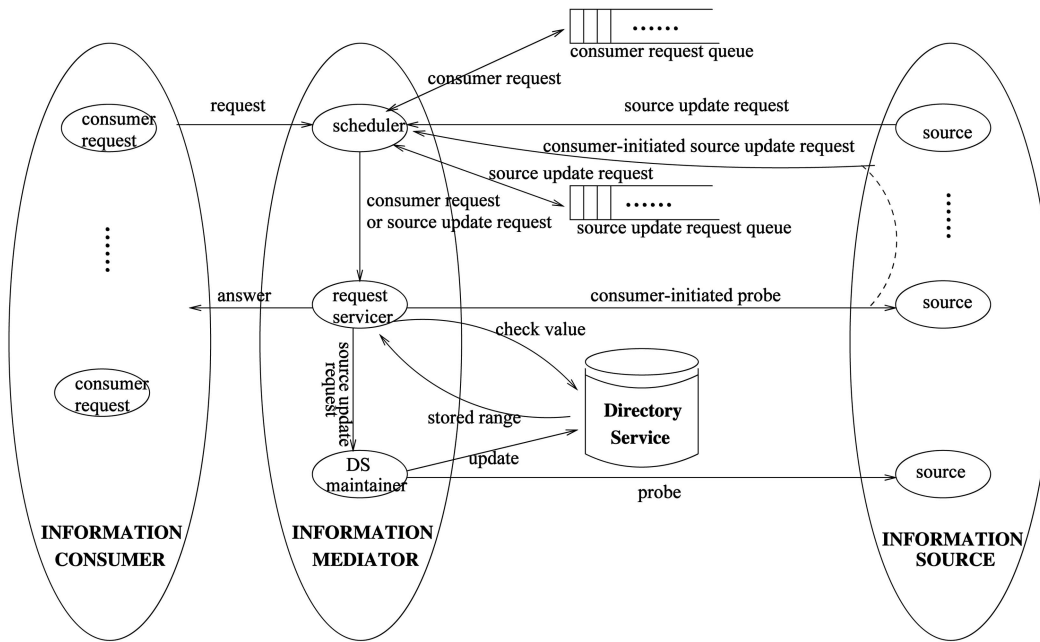 ......
consumer request queue
consumer request
request
source update request
consumer
request
scheduler
source
consumer-initiated source update request
source update request
......
consumer request
or source update request
source update request queue
......
......
answer
request
servicer
consumer-initiated probe
source
check value
source update
request
consumer
request
stored range
Directory
Service
DS
maintainer
update
source
probe
INFORMATION
CONSUMER
INFORMATION
MEDIATOR
INFORMATION
SOURCE